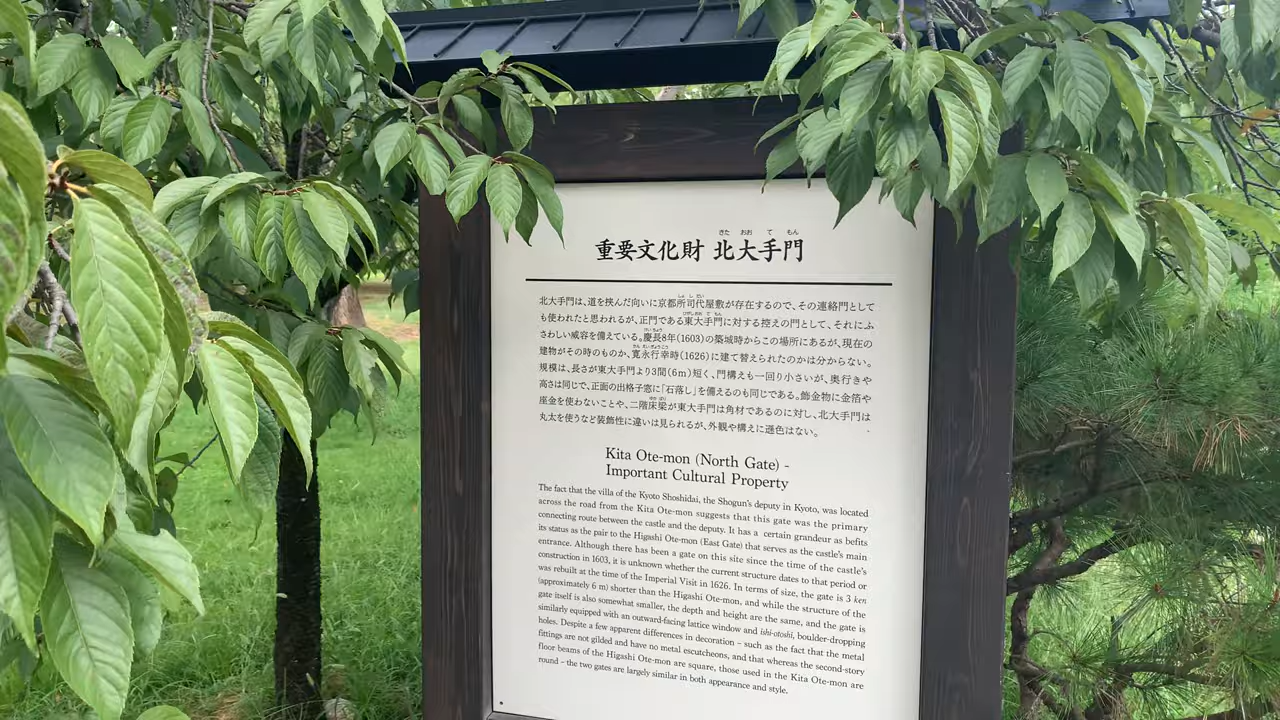 きた おお て もん
重要文化財 北大手門
北大手門は、道を挟んだ向いに京都所司代屋敷が存在するので、その連絡門として
も使われたと思われるが、正門である東大手門に対する控えの門として、それにふ
さわしい威容を備えている。慶長8年(1603)の築城時からこの場所にあるが、現在の
建物がその時のものか、寛永行幸時(1626)に建て替えられたのかは分からない。
規模は、長さが東大手門より3間(6m)短く、門構えも一回り小さいが、奥行きや
高さは同じで、正面の出格子窓に「石落し」を備えるのも同じである。飾金物に金箔や
座金を使わないことや、二階床梁が東大手門は角材であるのに対し、北大手門は
丸太を使うなど装飾性に違いは見られるが、外観や構えに遜色はない。
Kita Ote-mon (North Gate) -
Important Cultural Property
The fact that the villa of the Kyoto Shoshidai, the Shogun's deputy in Kyoto, was located
across the road from the Kita Ote-mon suggests that this gate was the primary
connecting route between the castle and the deputy. It has a certain grandeur as befits
its status as the pair to the Higashi Ote-mon (East Gate) that serves as the castle's main
entrance. Although there has been a gate on this site since the time of the castle's
construction in 1603, it is unknown whether the current structure dates to that period or
was rebuilt at the time of the Imperial Visit in 1626. In terms of size, the gate is 3 ken
(approximately 6 m) shorter than the Higashi Ote-mon, and while the structure of the
gate itself is also somewhat smaller, the depth and height are the same, and the gate is
similarly equipped with an outward-facing lattice window and ishi-otoshi, boulder-dropping
holes. Despite a few apparent differences in decoration – such as the fact that the metal
fittings are not gilded and have no metal escutcheons, and that whereas the second-story
floor beams of the Higashi Ote-mon are square, those used in the Kita Ote-mon are
round – the two gates are largely similar in both appearance and style.